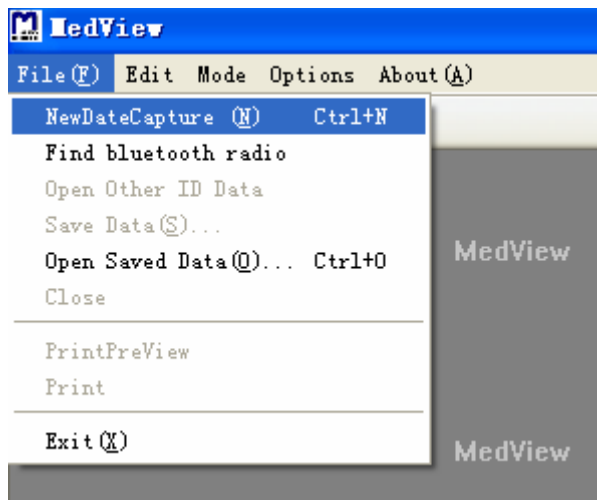 MedView
File(F) Edit Mode Options About(A)
NewDateCapture (N) Ctrl+N
Find bluetooth radio
Open Other ID Data
Save Data(S)...
Open Saved Data(O)... Ctrl+O
Close
PrintPreView
Print
Exit(X)
MedView
MedView